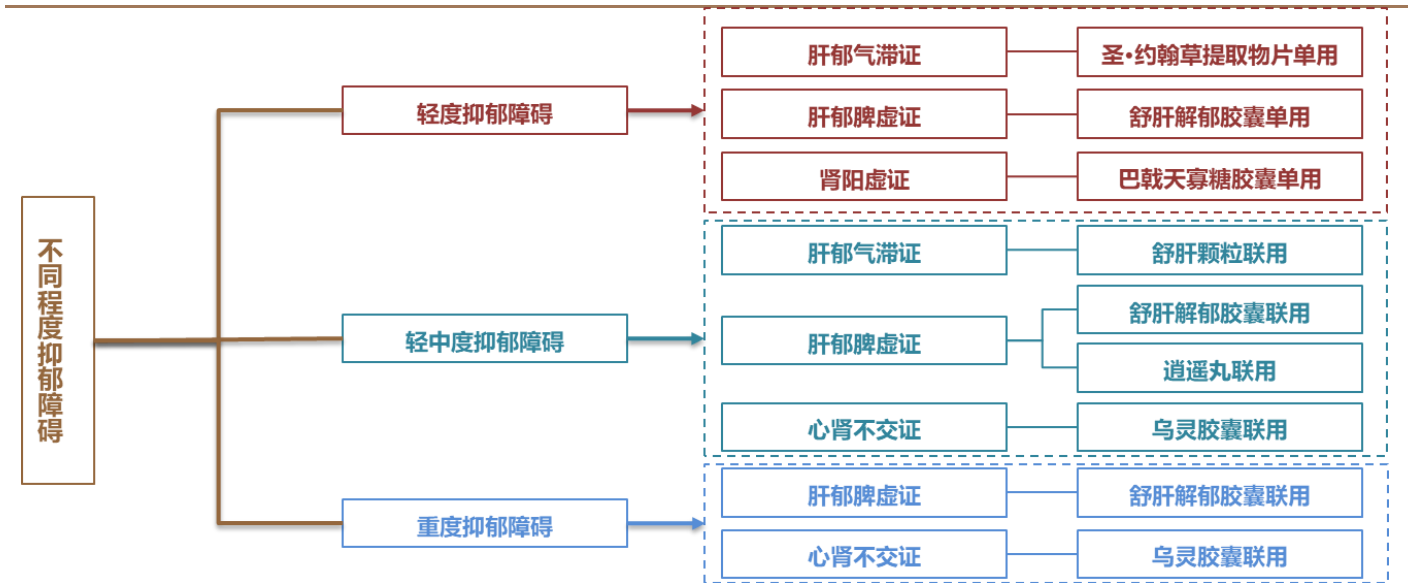 不同程度抑郁障碍
轻度抑郁障碍
肝郁气滞证
圣·约翰草提取物片单用
肝郁脾虚证
舒肝解郁胶囊单用
肾阳虚证
巴戟天寡糖胶囊单用
轻中度抑郁障碍
肝郁气滞证
舒肝颗粒联用
肝郁脾虚证
舒肝解郁胶囊联用
逍遥丸联用
心肾不交证
乌灵胶囊联用
重度抑郁障碍
肝郁脾虚证
舒肝解郁胶囊联用
心肾不交证
乌灵胶囊联用